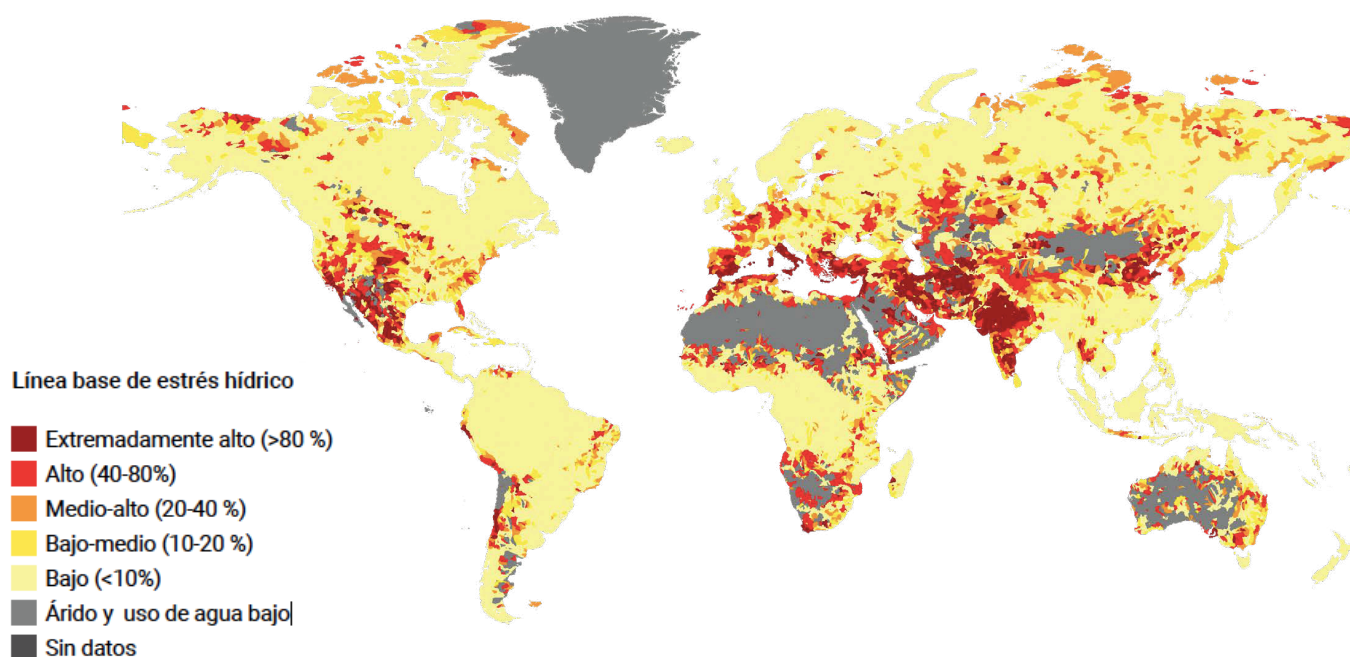 Línea base de estrés hídrico
Extremadamente alto (>80 %)
Alto (40-80%)
Medio-alto (20-40 %)
Bajo-medio (10-20 %)
Bajo (<10%)
Árido y uso de agua bajo
Sin datos